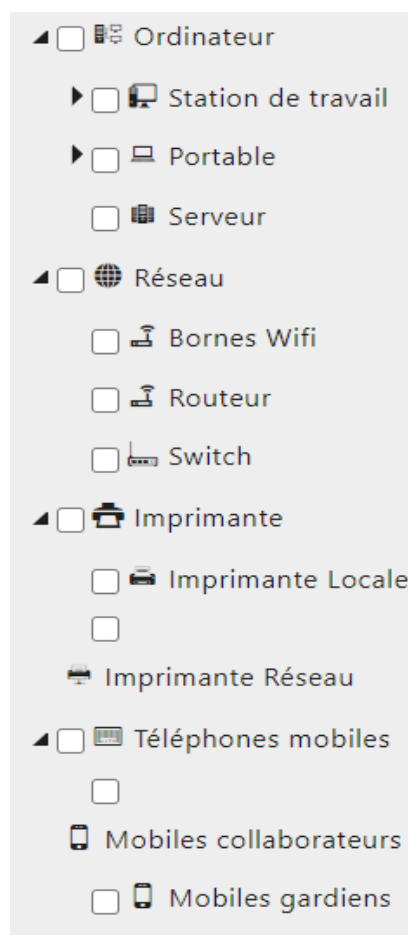 Ordinateur
Station de travail
Portable
Serveur
Réseau
Bornes Wifi
Routeur
Switch
Imprimante
Imprimante Locale
Imprimante Réseau
Téléphones mobiles
Mobiles collaborateurs
Mobiles gardiens